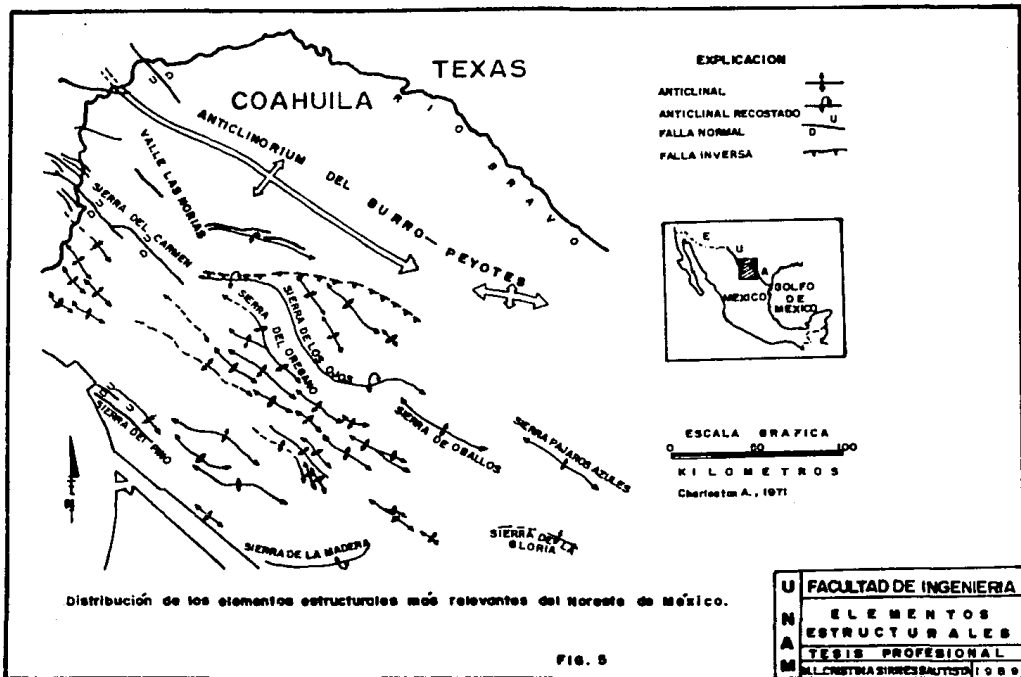 TEXAS
COAHUILA
RIO BRAVO
ANTICLINORIUM DEL BURRO-PEYOTES
VALLE LAS NORIAS
SIERRA DEL CARMEN
SIERRA DE LOS OJOS
SIERRA DEL OREGANO
SIERRA DEL PINO
SIERRA DE OBALLOS
SIERRA PAJAROS AZULES
SIERRA DE LA MADERA
SIERRA DE LA
GLORIA
U
D
EXPLICACION
ANTICLINAL
ANTICLINAL RECOSTADO
FALLA NORMAL
U
D
FALLA INVERSA
E U A
MEXICO
GOLFO
DE
MEXICO
ESCALA GRAFICA
0 50 100
KILOMETROS
Charleston A., 1971
Distribución de los elementos estructurales más relevantes del Noreste de México.
FIG. 5
UNAM
FACULTAD DE INGENIERIA
ELEMENTOS
ESTRUCTURALES
TESIS PROFESIONAL
1989